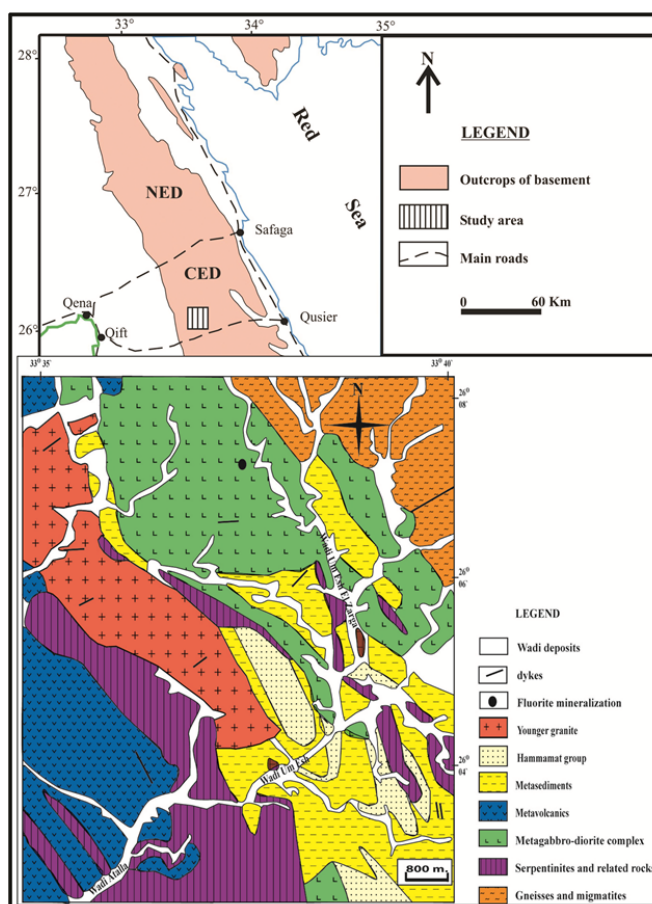 33°
34°
35°
28°
27°
26°
NED
CED
Red
Sea
Safaga
Qena
Qift
Qusier
N
LEGEND
Outcrops of basement
Study area
Main roads
0 60 Km
33° 35'
33° 40'
26°
08'
26°
06'
26°
04'
N
Wadi Um Esh El Zarga
Wadi Um Esh
Wadi Atalla
800 m
LEGEND
Wadi deposits
dykes
Fluorite mineralization
Younger granite
Hammamat group
Metasediments
Metavolcanics
Metagabbro-diorite complex
Serpentinites and related rocks
Gneisses and migmatites